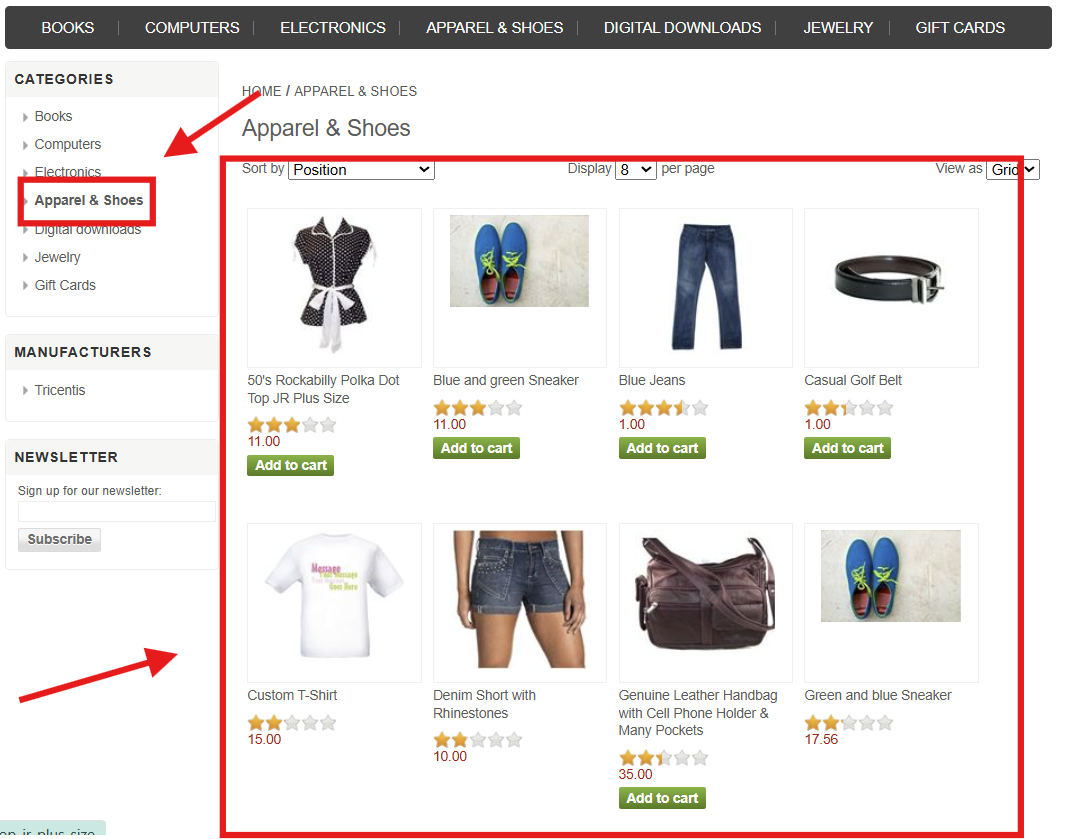 BOOKS COMPUTERS ELECTRONICS APPAREL & SHOES DIGITAL DOWNLOADS JEWELRY GIFT CARDS
CATEGORIES
Books
Computers
Electronics
Apparel & Shoes
Digital downloads
Jewelry
Gift Cards
MANUFACTURERS
Tricentis
NEWSLETTER
Sign up for our newsletter:
Subscribe
HOME / APPAREL & SHOES
Apparel & Shoes
Sort by Position Display 8 per page View as Grid
50's Rockabilly Polka Dot
Top JR Plus Size
11.00
Add to cart
Blue and green Sneaker
11.00
Add to cart
Blue Jeans
1.00
Add to cart
Casual Golf Belt
1.00
Add to cart
Message
Your Message
Goes Here
Custom T-Shirt
15.00
Denim Short with
Rhinestones
10.00
Genuine Leather Handbag
with Cell Phone Holder &
Many Pockets
35.00
Add to cart
Green and blue Sneaker
17.56